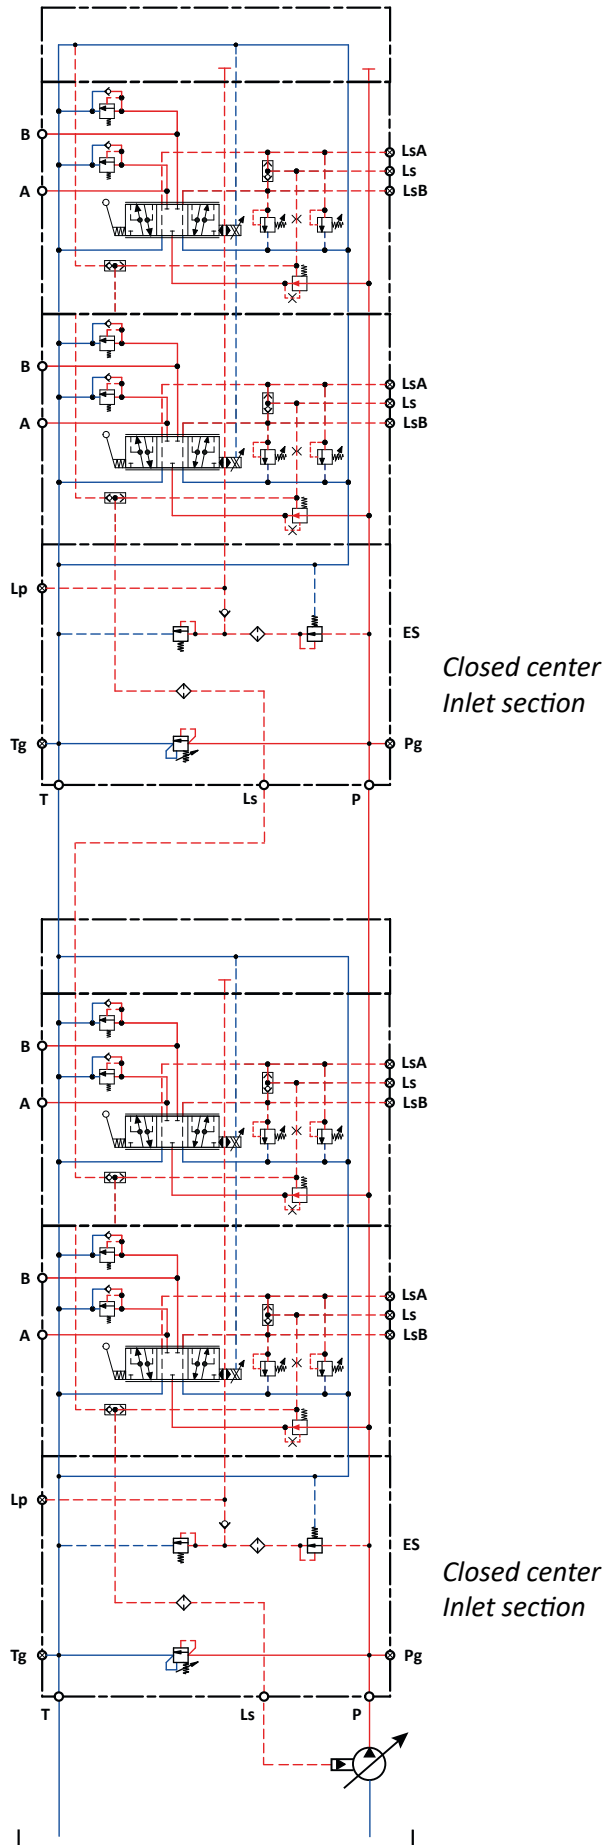 B
LsA
Ls
A
LsB
B
LsA
Ls
A
LsB
Lp
ES
Closed center
Inlet section
Tg
Pg
T
Ls
P
B
LsA
Ls
A
LsB
B
LsA
Ls
A
LsB
Lp
ES
Closed center
Inlet section
Tg
Pg
T
Ls
P